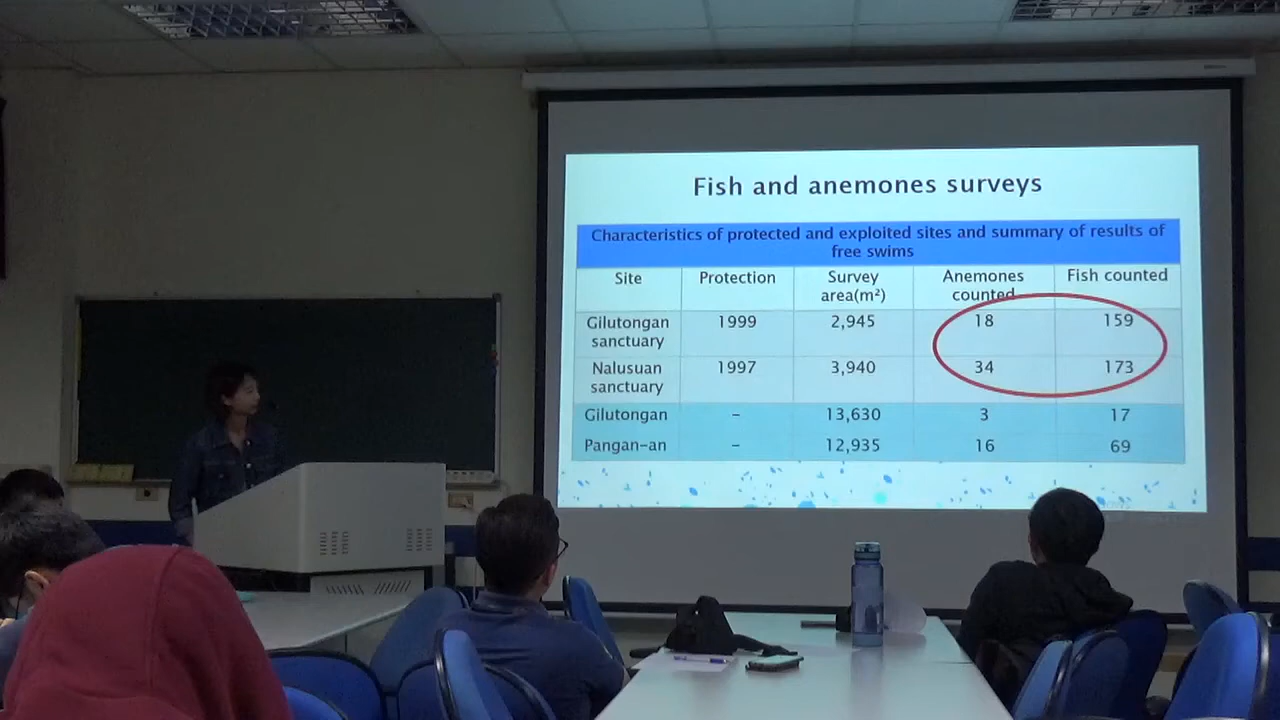 Fish and anemones surveys
Characteristics of protected and exploited sites and summary of results of
free swims
Site Protection Survey area(m²) Anemones counted Fish counted
Gilutongan sanctuary 1999 2,945 18 159
Nalusuan sanctuary 1997 3,940 34 173
Gilutongan – 13,630 3 17
Pangan-an – 12,935 16 69